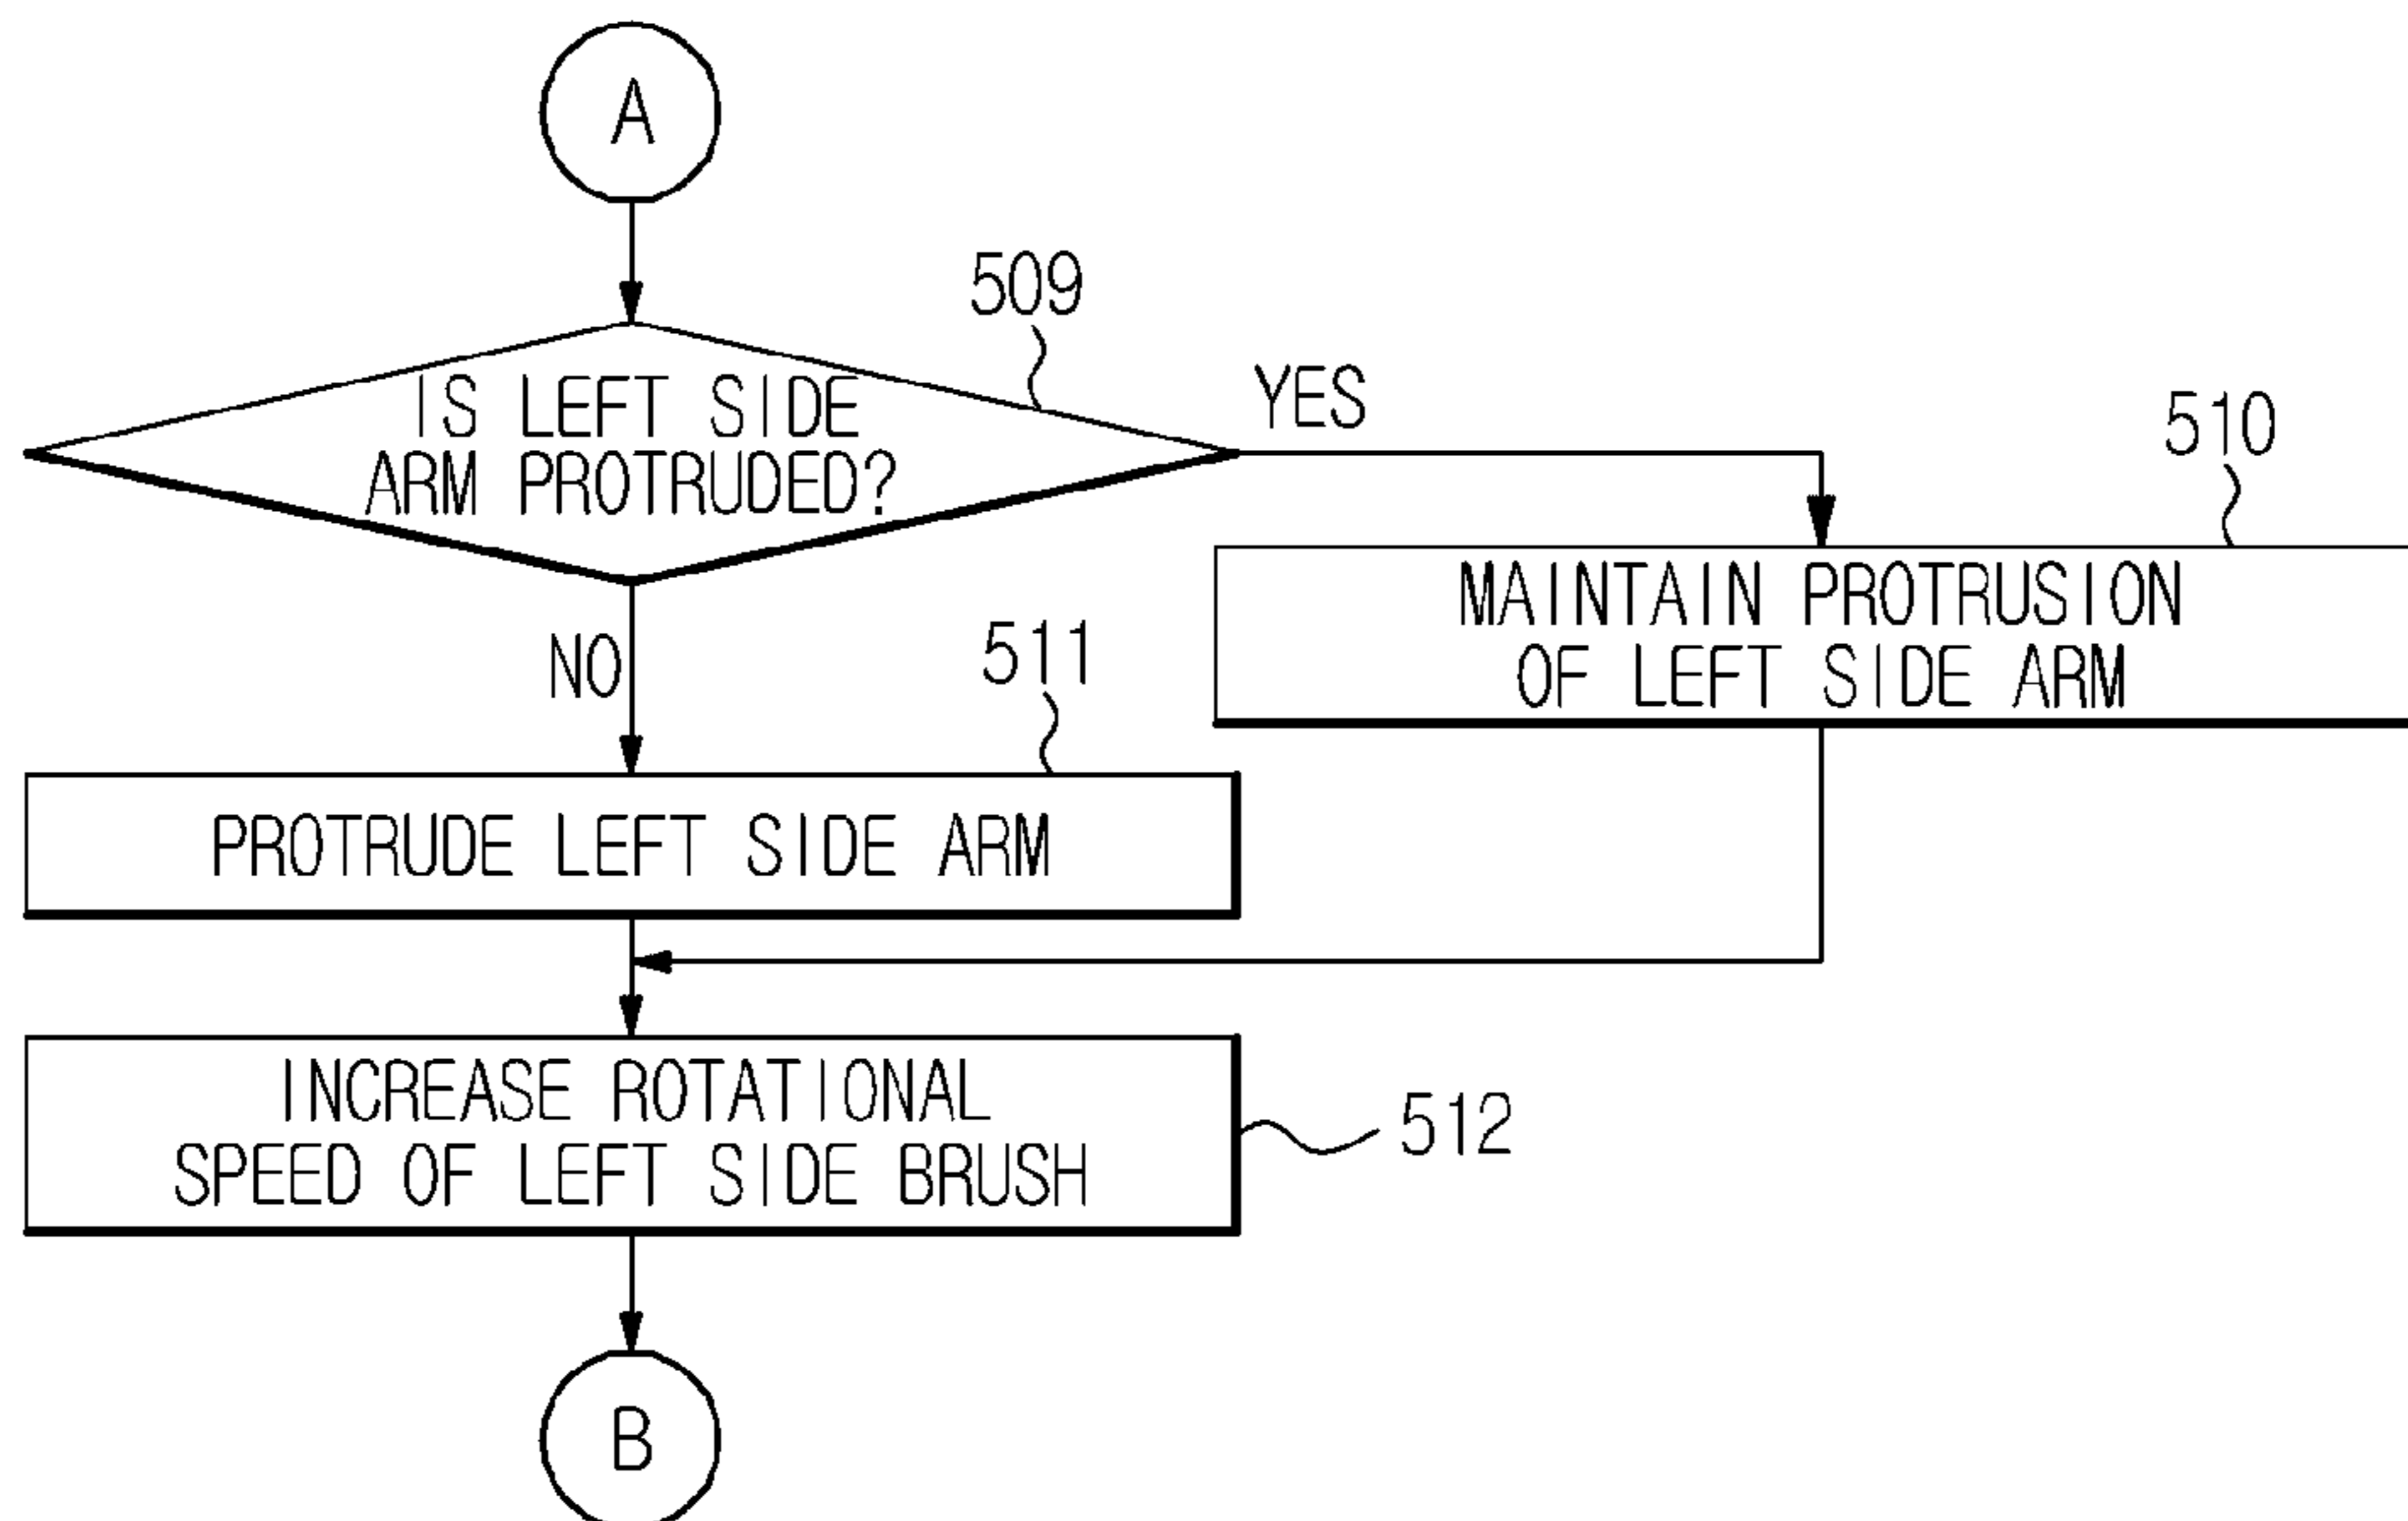 A
509
IS LEFT SIDE
ARM PROTRUDED?
YES
510
MAINTAIN PROTRUSION
OF LEFT SIDE ARM
NO
511
PROTRUDE LEFT SIDE ARM
INCREASE ROTATIONAL
SPEED OF LEFT SIDE BRUSH
512
B